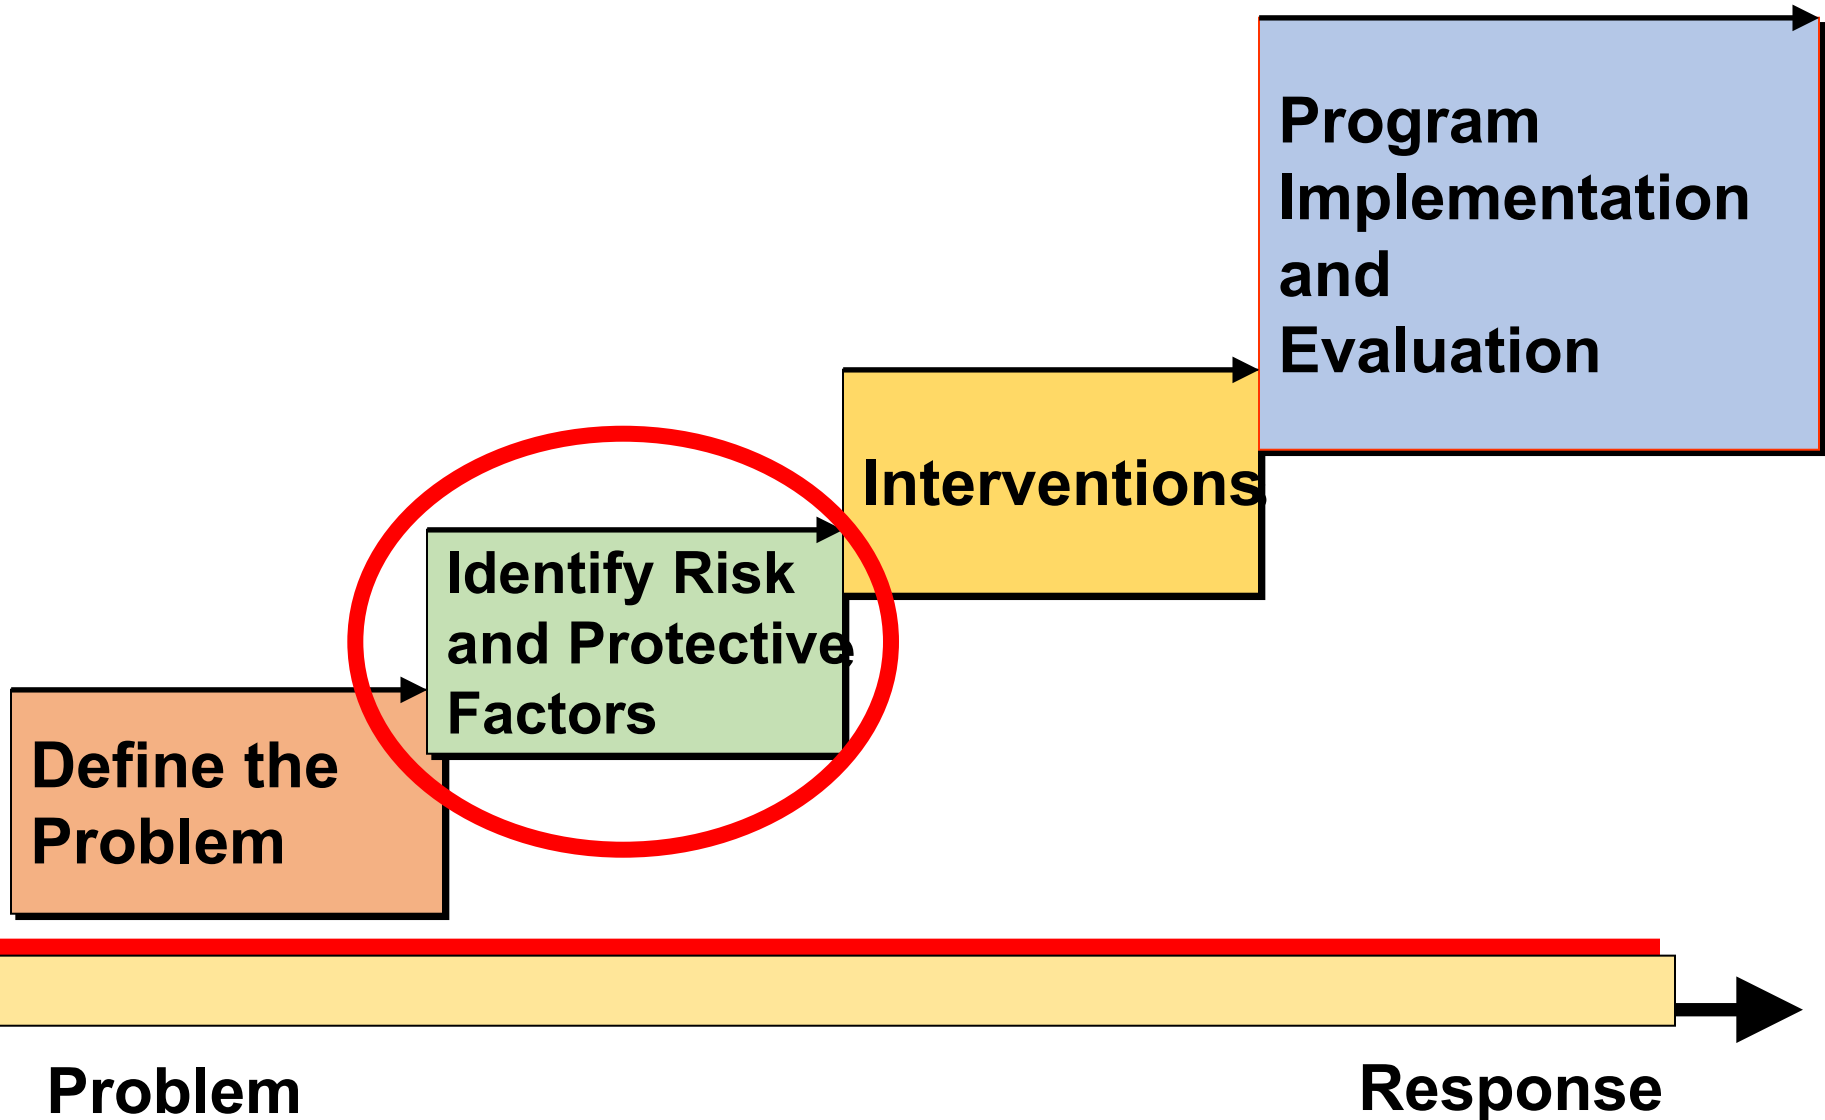 Program
Implementation
and
Evaluation
Interventions
Identify Risk
and Protective
Factors
Define the
Problem
Problem
Response